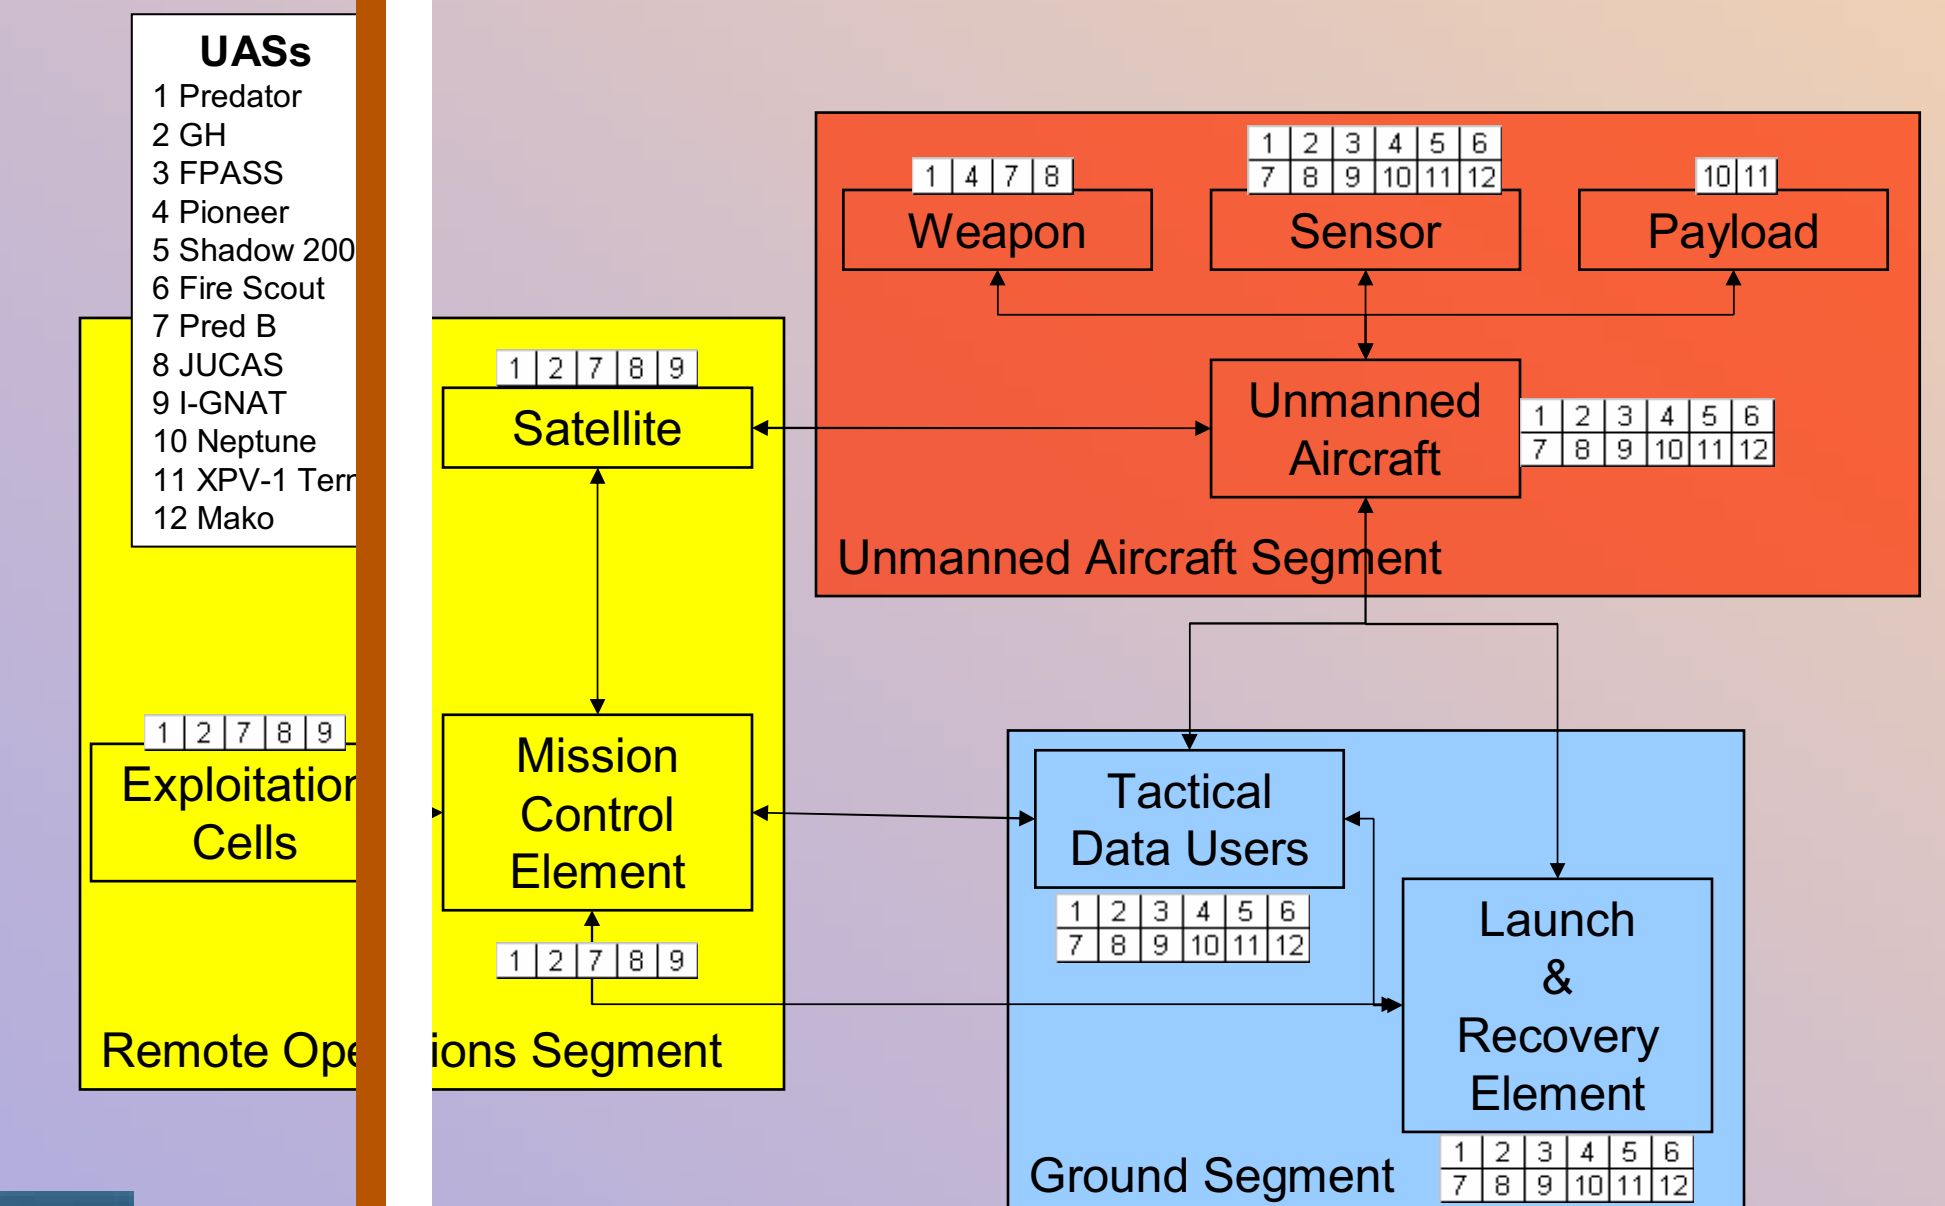 UASs
1 Predator
2 GH
3 FPASS
4 Pioneer
5 Shadow 200
6 Fire Scout
7 Pred B
8 JUCAS
9 I-GNAT
10 Neptune
11 XPV-1
12 Mako
1 2 7 8 9
Cells
Remote
1 2 7 8 9
Satellite
Mission
Control
Element
1 2 7 8 9
Segment
1 4 7 8
Weapon
1 2 3 4 5 6
7 8 9 10 11 12
Sensor
10 11
Payload
Unmanned
Aircraft
1 2 3 4 5 6
7 8 9 10 11 12
Unmanned Aircraft Segment
Tactical
Data Users
1 2 3 4 5 6
7 8 9 10 11 12
Launch
&
Recovery
Element
1 2 3 4 5 6
7 8 9 10 11 12
Ground Segment